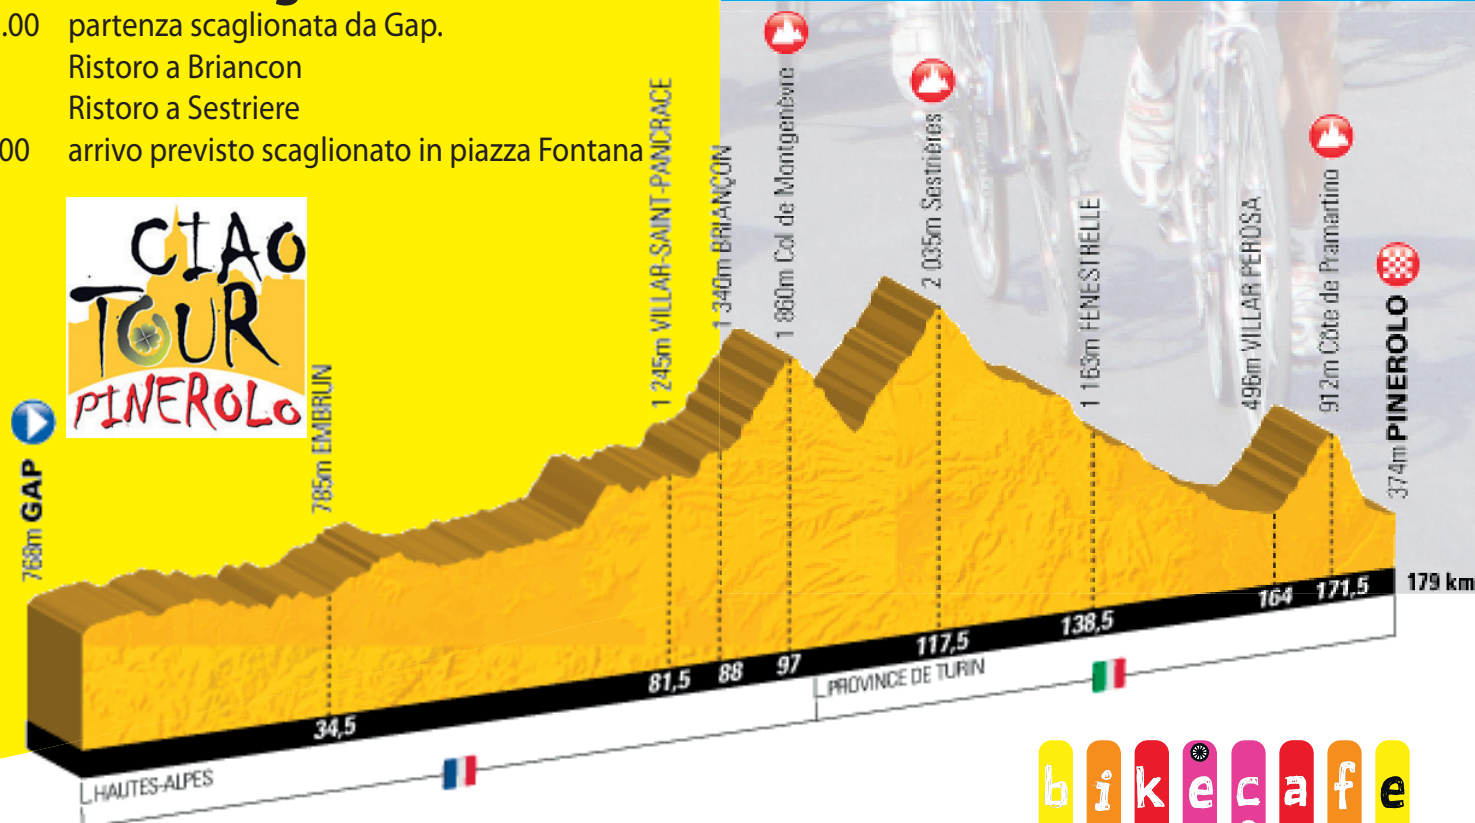 .00 partenza scaglionata da Gap.
Ristoro a Briancon
Ristoro a Sestriere
00 arrivo previsto scaglionato in piazza Fontana
CIAO
TOUR
PINEROLO
768m GAP
785m EMBRUN
1 245m VILLAR-SAINT-PANCRACE
1 340m BRIANÇON
1 860m Col de Montgenèvre
2 035m Sestrières
1 163m FENESTRELLE
496m VILLAR PEROSA
912m Côte de Pramartino
374m PINEROLO
34,5
81,5
88
97
117,5
138,5
164
171,5
179 km
HAUTES-ALPES
PROVINCE DE TURIN
bikecafe